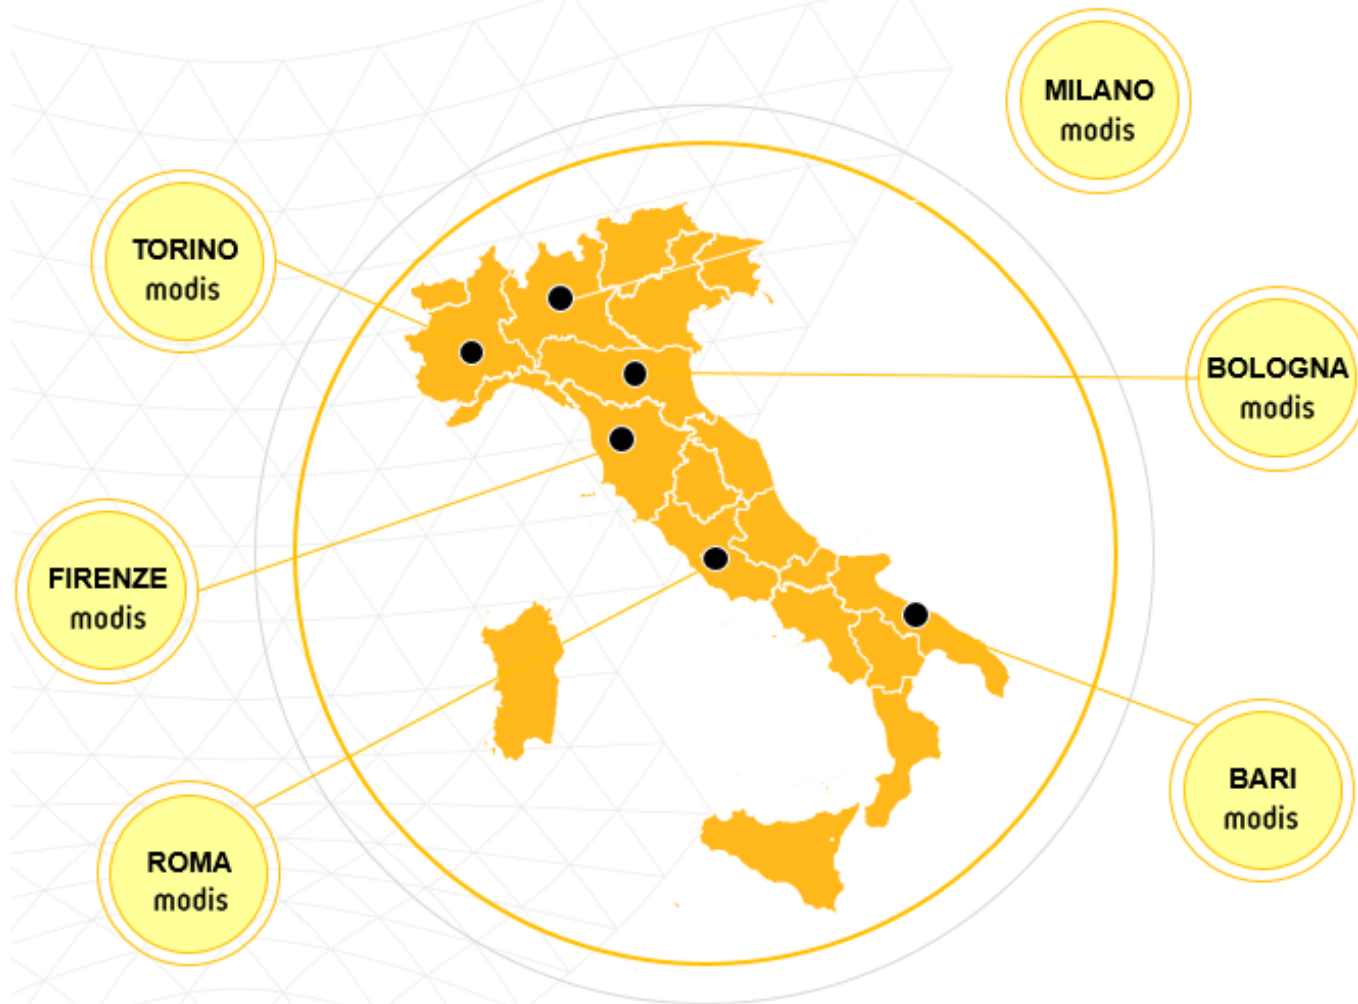 MILANO
modis
TORINO
modis
BOLOGNA
modis
FIRENZE
modis
BARI
modis
ROMA
modis